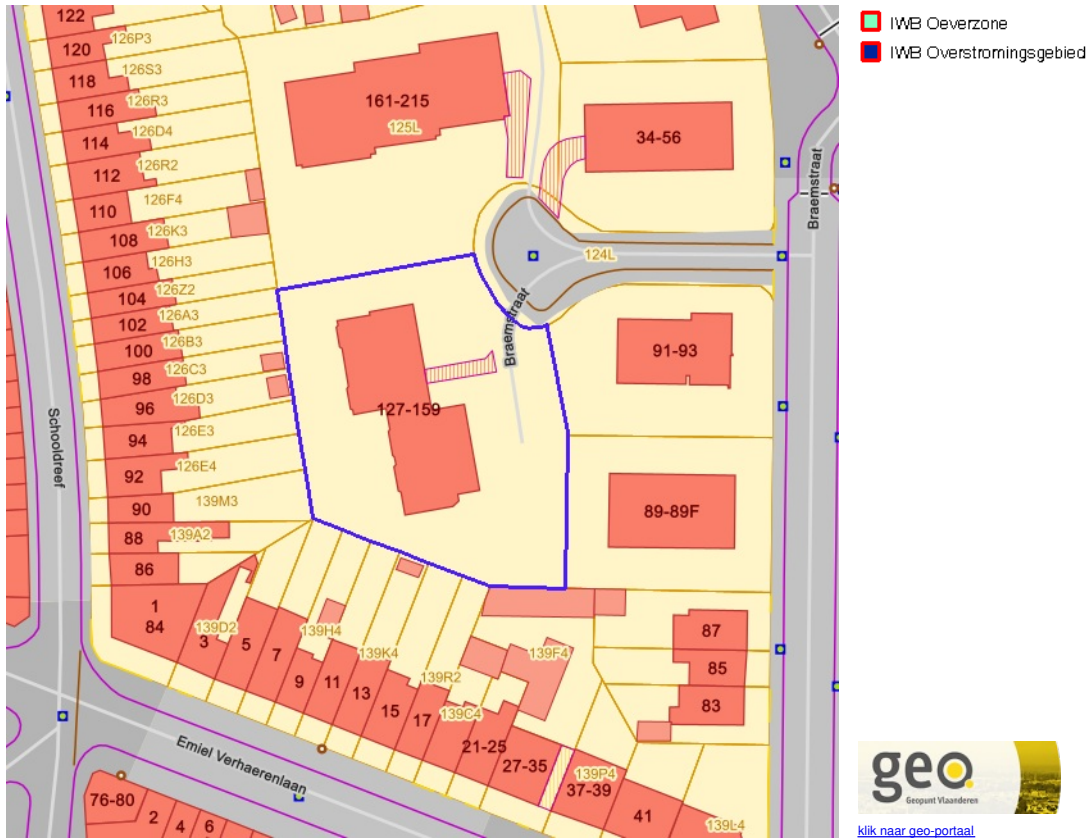 122
126P3
120
126S3
118
126R3
116
126D4
114
126R2
112
126F4
110
126K3
108
126H3
106
126Z2
104
126A3
102
126B3
100
126C3
98
126D3
96
126E3
94
126E4
92
139M3
90
139A2
88
86
1
84
139D2
3
5
7
139H4
9
11
139K4
13
15
139R2
17
139C4
21-25
139F4
27-35
139P4
37-39
41
139L4
161-215
125L
34-56
124L
127-159
91-93
89-89F
87
85
83
76-80
2
4
6
Schooldreef
Emiel Verhaerenlaan
Braemstraat
Braemstraat
IWB Oeverzone
IWB Overstromingsgebied
geo.
Geopunt Vlaanderen
klik naar geo-portaal